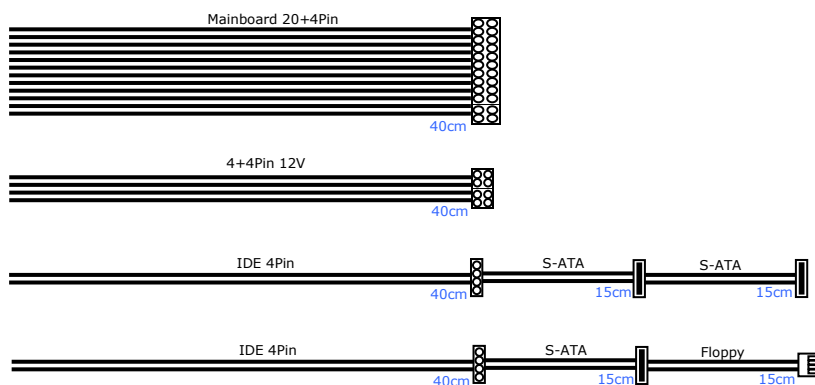 Mainboard 20+4Pin
40cm
4+4Pin 12V
40cm
IDE 4Pin S-ATA S-ATA
40cm 15cm 15cm
IDE 4Pin S-ATA Floppy
40cm 15cm 15cm